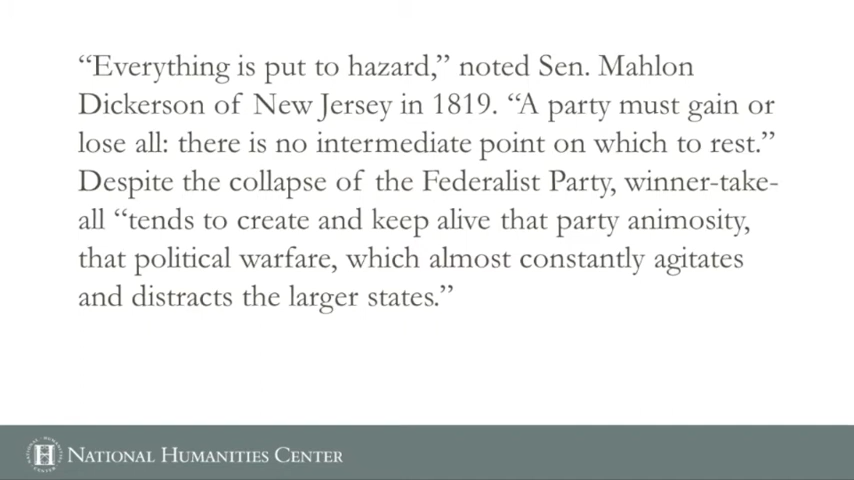 “Everything is put to hazard,” noted Sen. Mahlon
Dickerson of New Jersey in 1819. “A party must gain or
lose all: there is no intermediate point on which to rest.”
Despite the collapse of the Federalist Party, winner-take-
all “tends to create and keep alive that party animosity,
that political warfare, which almost constantly agitates
and distracts the larger states.”
NATIONAL HUMANITIES CENTER
H
NATIONAL HUMANITIES CENTER